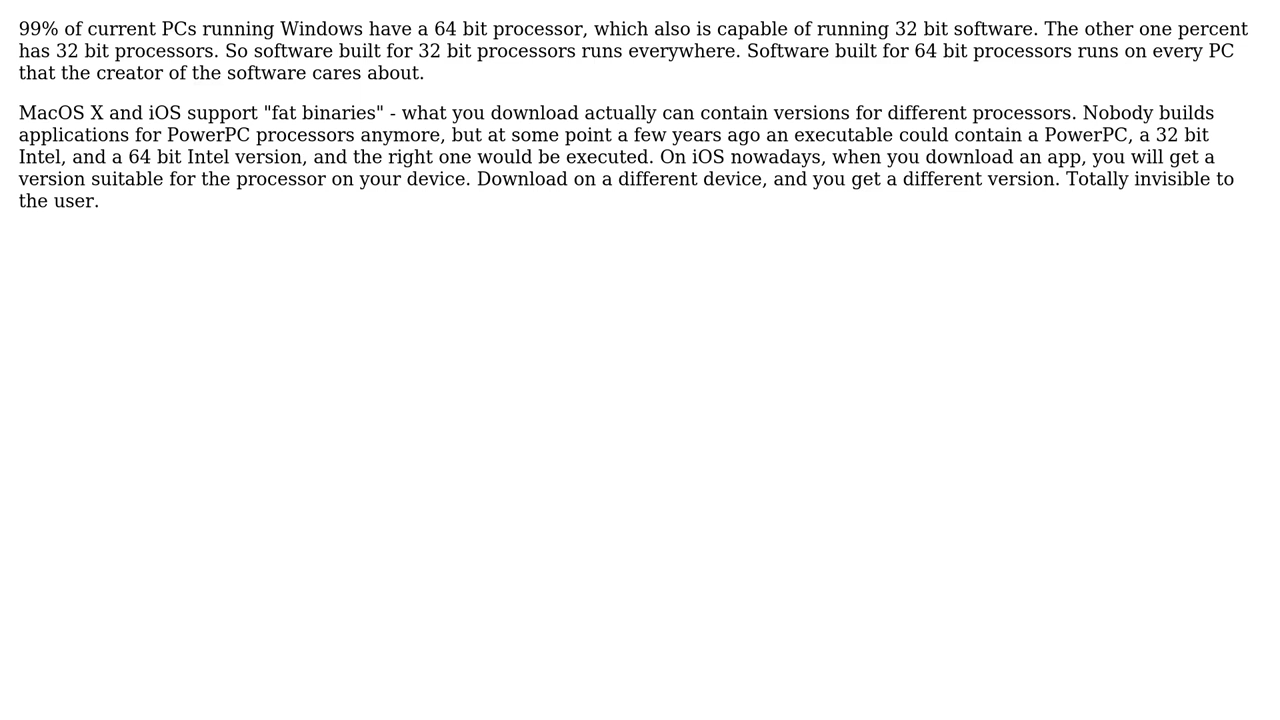 99% of current PCs running Windows have a 64 bit processor, which also is capable of running 32 bit software. The other one percent
has 32 bit processors. So software built for 32 bit processors runs everywhere. Software built for 64 bit processors runs on every PC
that the creator of the software cares about.
MacOS X and iOS support "fat binaries" - what you download actually can contain versions for different processors. Nobody builds
applications for PowerPC processors anymore, but at some point a few years ago an executable could contain a PowerPC, a 32 bit
Intel, and a 64 bit Intel version, and the right one would be executed. On iOS nowadays, when you download an app, you will get a
version suitable for the processor on your device. Download on a different device, and you get a different version. Totally invisible to
the user.